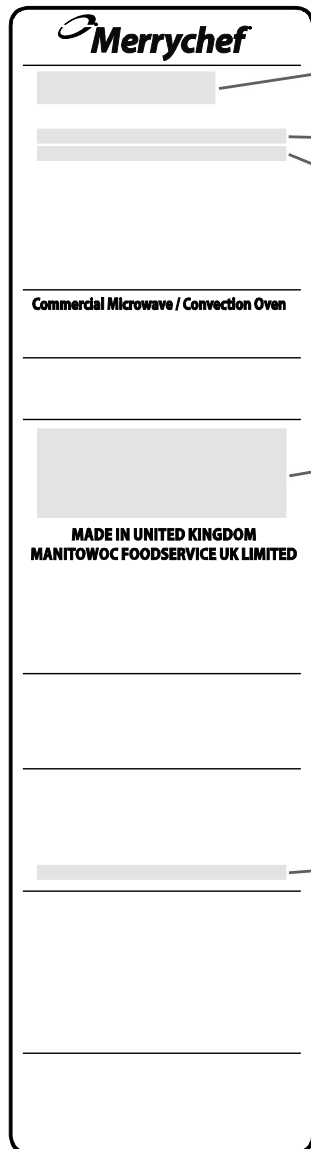 Merrychef
Commercial Microwave / Convection Oven
MADE IN UNITED KINGDOM
MANITOWOC FOODSERVICE UK LIMITED